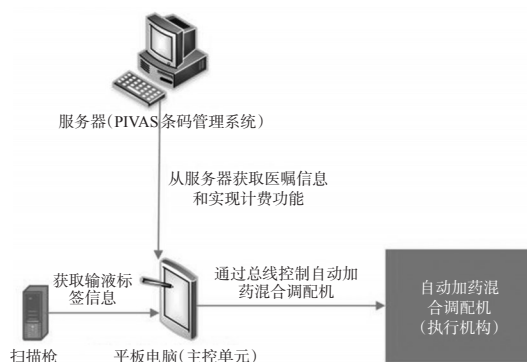 服务器(PIVAS条码管理系统)
从服务器获取医嘱信息
和实现计费功能
获取输液标
签信息
通过总线控制自动加
药混合调配机
自动加药混
合调配机
(执行机构)
扫描枪
平板电脑(主控单元)